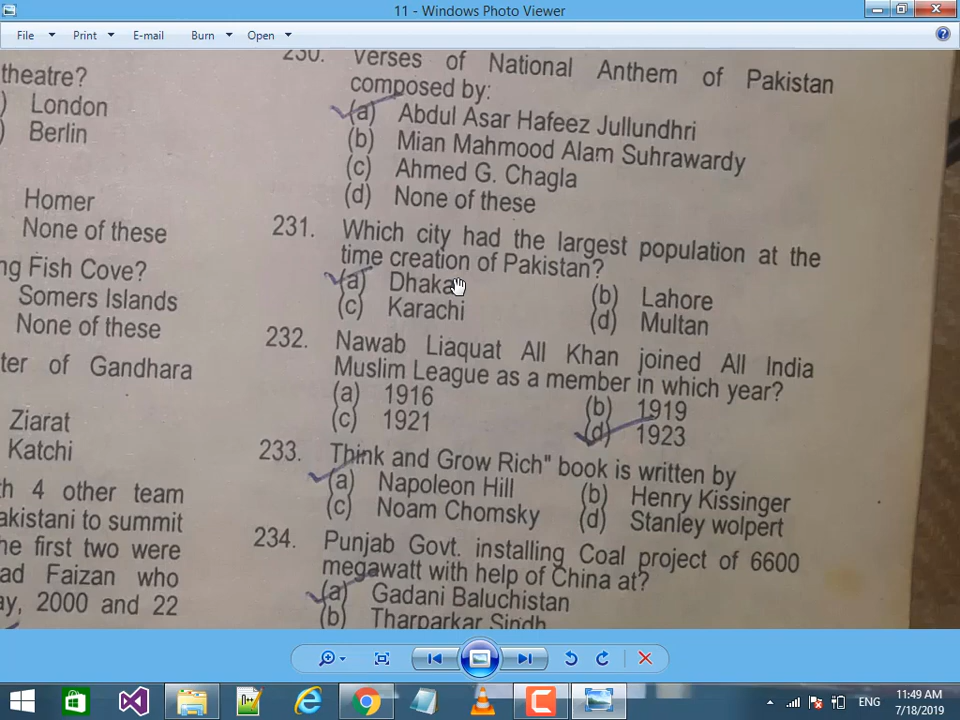 11 - Windows Photo Viewer
File Print E-mail Burn Open
theatre?
) London
) Berlin
Homer
None of these
ng Fish Cove?
Somers Islands
None of these
ter of Gandhara
Ziarat
Katchi
th 4 other team
akistani to summit
he first two were
ad Faizan who
ay, 2000 and 22
230. Verses of National Anthem of Pakistan
composed by:
(a) Abdul Asar Hafeez Jullundhri
(b) Mian Mahmood Alam Suhrawardy
(c) Ahmed G. Chagla
(d) None of these
231. Which city had the largest population at the
time creation of Pakistan?
(a) Dhaka (b) Lahore
(c) Karachi (d) Multan
232. Nawab Liaquat All Khan joined All India
Muslim League as a member in which year?
(a) 1916 (b) 1919
(c) 1921 (d) 1923
233. Think and Grow Rich" book is written by
(a) Napoleon Hill (b) Henry Kissinger
(c) Noam Chomsky (d) Stanley wolpert
234. Punjab Govt. installing Coal project of 6600
megawatt with help of China at?
(a) Gadani Baluchistan
(b) Tharparkar Sindh
ENG
11:49 AM
7/18/2019